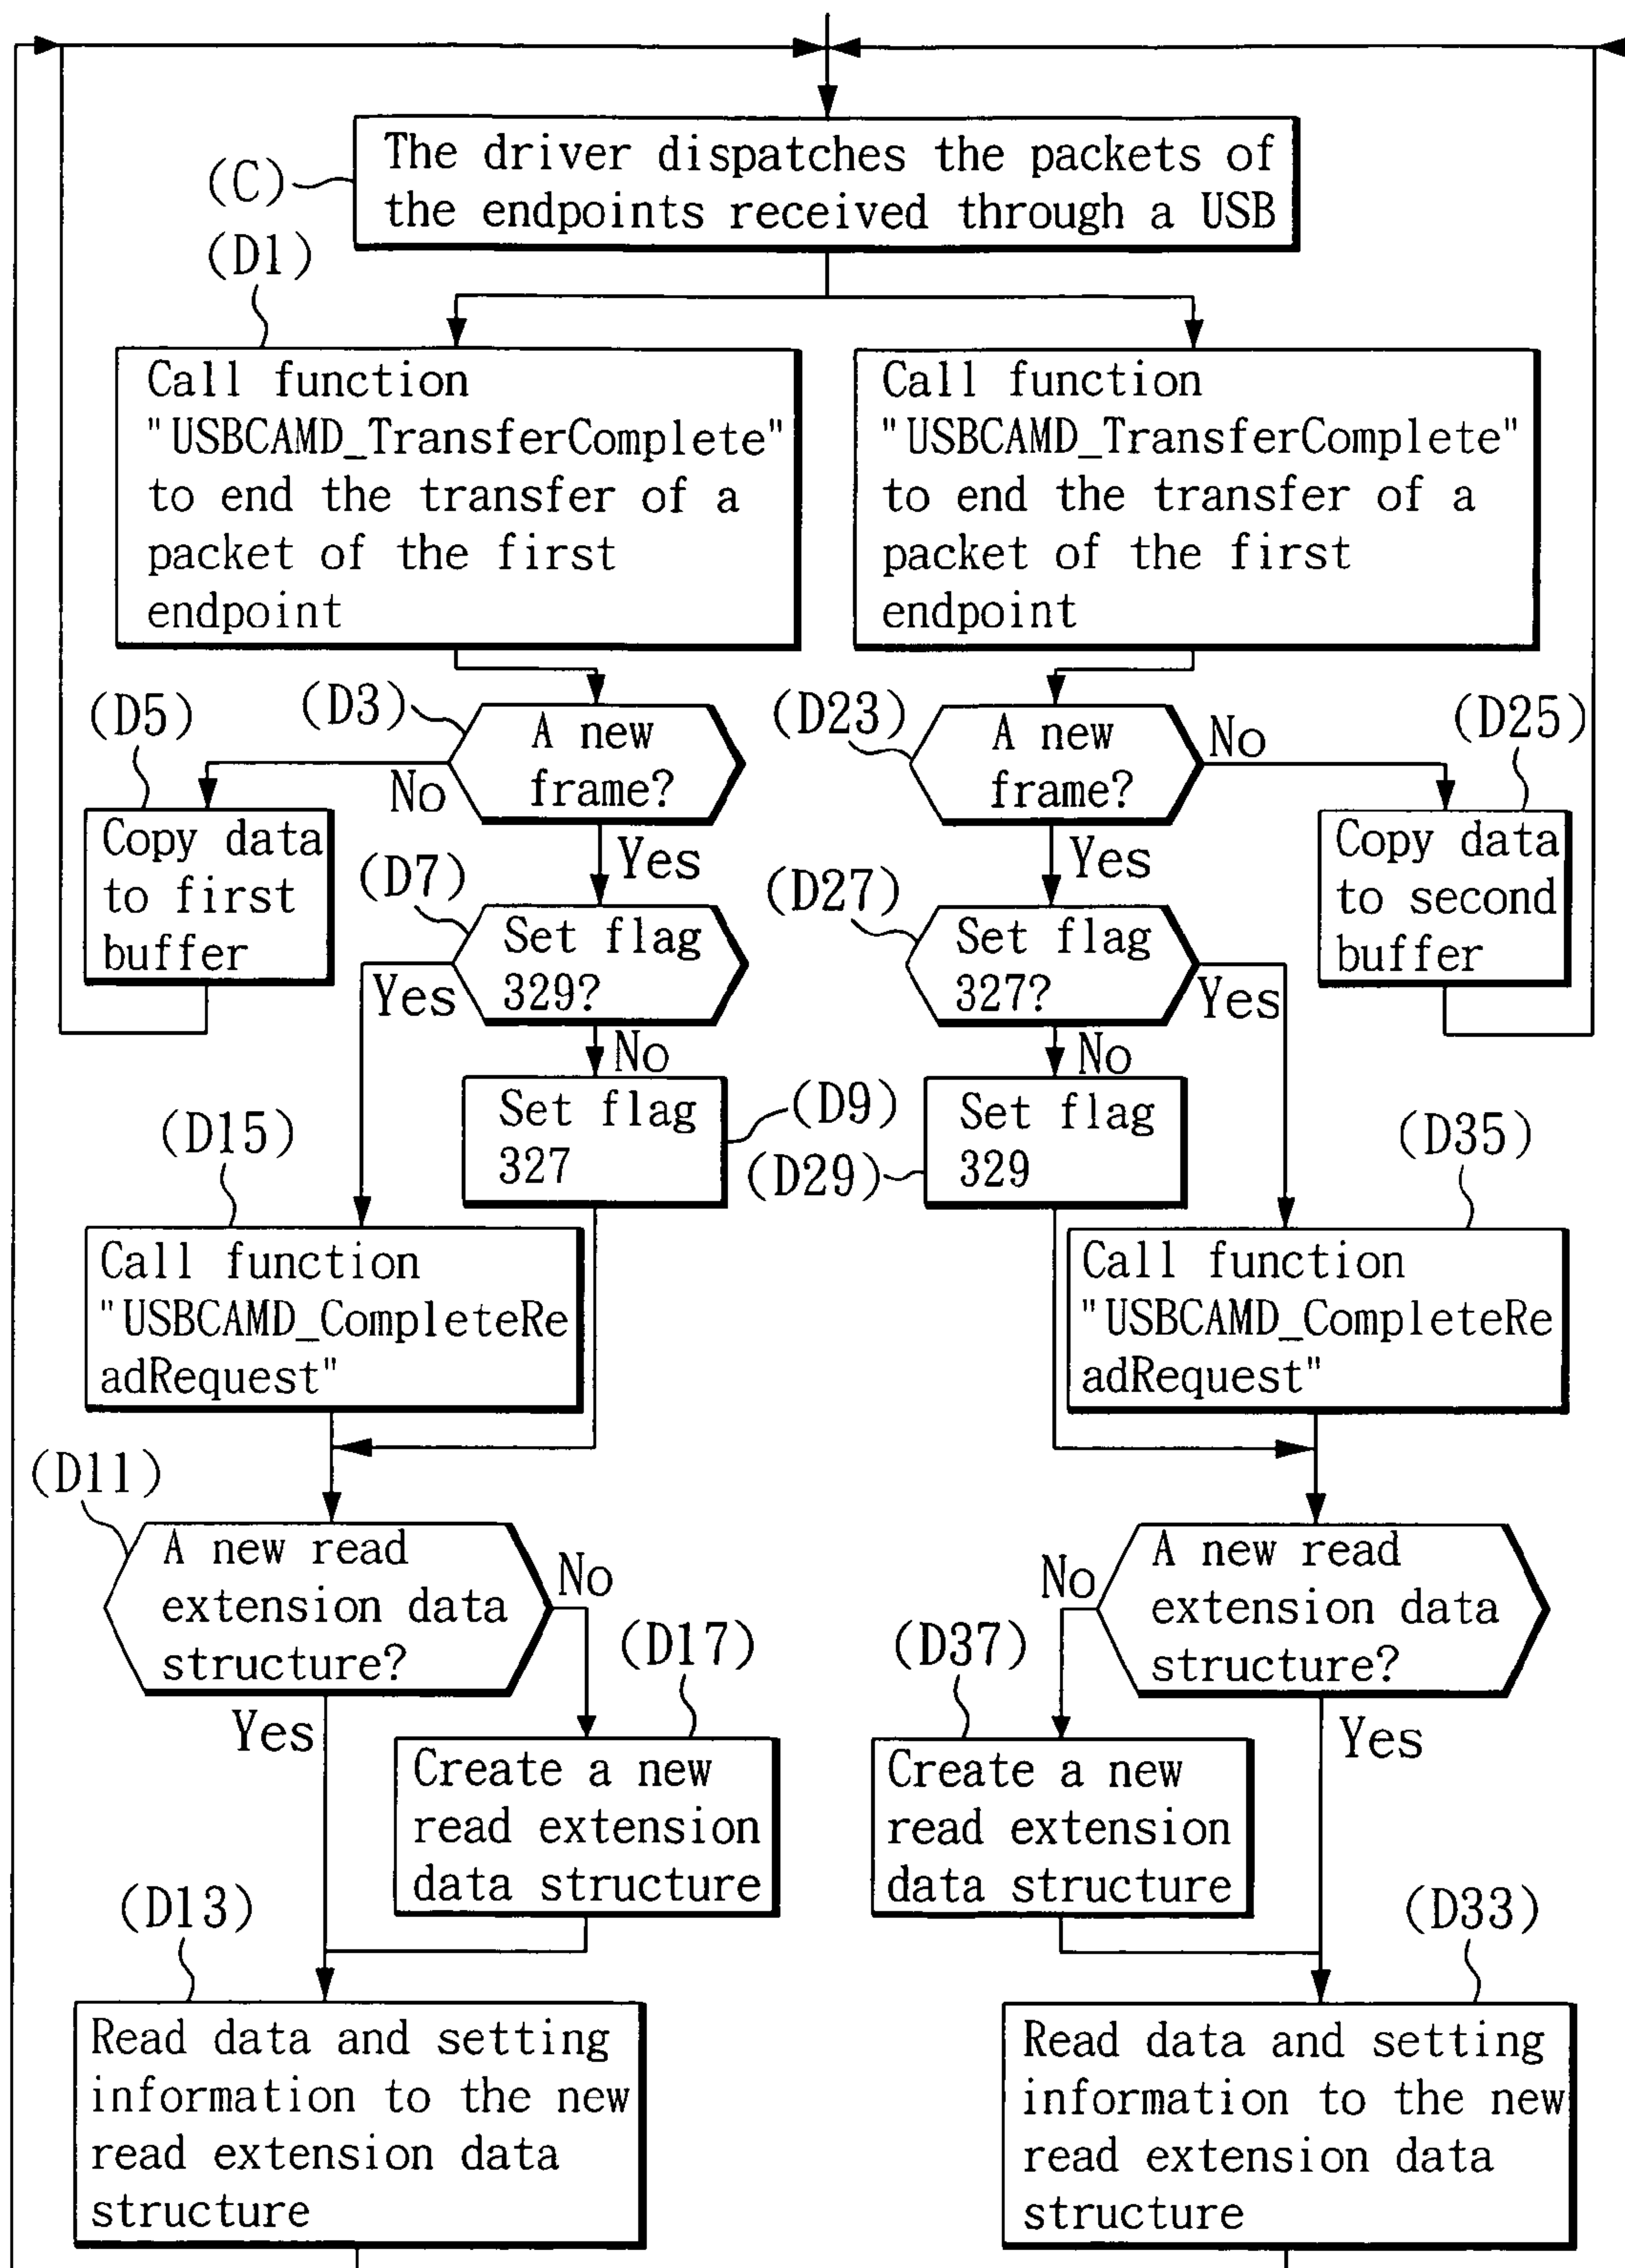 (C)
The driver dispatches the packets of
the endpoints received through a USB
(D1)
Call function
"USBCAMD_TransferComplete"
to end the transfer of a
packet of the first
endpoint
Call function
"USBCAMD_TransferComplete"
to end the transfer of a
packet of the first
endpoint
(D5)
(D3)
A new
frame?
No
Yes
(D23)
A new
frame?
No
Yes
(D25)
Copy data
to first
buffer
(D7)
Set flag
329?
Yes
No
(D27)
Set flag
327?
Yes
No
Copy data
to second
buffer
Set flag
327
(D9)
(D29)
Set flag
329
(D15)
Call function
"USBCAMD_CompleteRe
adRequest"
(D35)
Call function
"USBCAMD_CompleteRe
adRequest"
(D11)
A new read
extension data
structure?
No
Yes
A new read
extension data
structure?
No
Yes
(D17)
Create a new
read extension
data structure
(D37)
Create a new
read extension
data structure
(D13)
Read data and setting
information to the new
read extension data
structure
(D33)
Read data and setting
information to the new
read extension data
structure